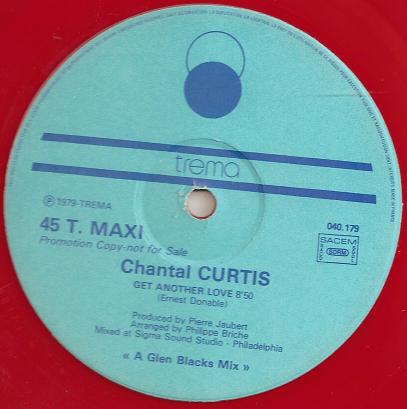 trema
℗ 1979-TREMA
45 T. MAXI
Promotion Copy-not for Sale
040.179
SACEM
SDRM
Chantal CURTIS
GET ANOTHER LOVE 8'50
(Ernest Donable)
Produced by Pierre Jaubert
Arranged by Philippe Briche
Mixed at Sigma Sound Studio - Philadelphia
« A Glen Blacks Mix »